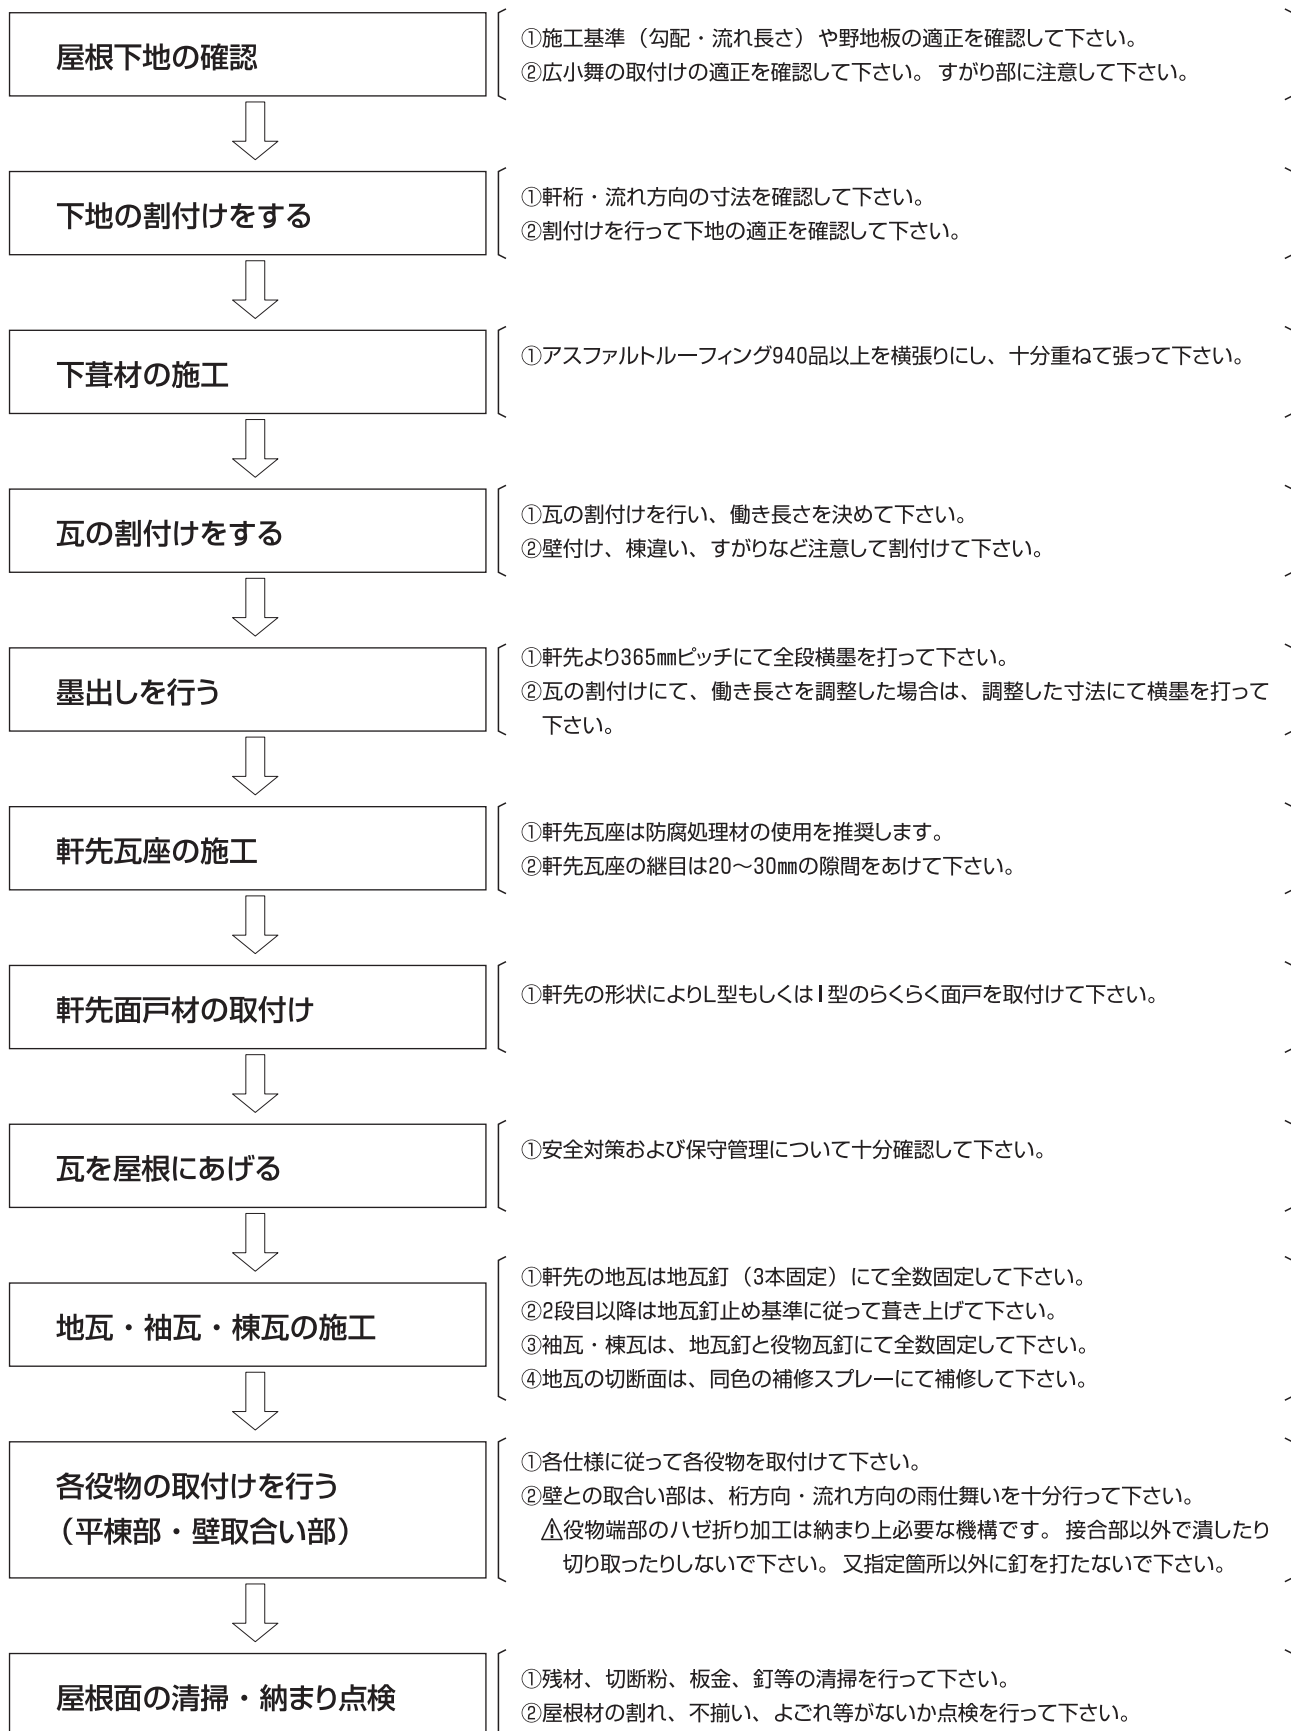 屋根下地の確認
①施工基準（勾配・流れ長さ）や野地板の適正を確認して下さい。
②広小舞の取付けの適正を確認して下さい。すがり部に注意して下さい。
下地の割付けをする
①軒桁・流れ方向の寸法を確認して下さい。
②割付けを行って下地の適正を確認して下さい。
下葺材の施工
①アスファルトルーフィング940品以上を横張りにし、十分重ねて張って下さい。
瓦の割付けをする
①瓦の割付けを行い、働き長さを決めて下さい。
②壁付け、棟違い、すがりなど注意して割付けて下さい。
墨出しを行う
①軒先より365㎜ピッチにて全段横墨を打って下さい。
②瓦の割付けにて、働き長さを調整した場合は、調整した寸法にて横墨を打って
下さい。
軒先瓦座の施工
①軒先瓦座は防腐処理材の使用を推奨します。
②軒先瓦座の継目は20～30㎜の隙間をあけて下さい。
軒先面戸材の取付け
①軒先の形状によりL型もしくはI型のらくらく面戸を取付けて下さい。
瓦を屋根にあげる
①安全対策および保守管理について十分確認して下さい。
地瓦・袖瓦・棟瓦の施工
①軒先の地瓦は地瓦釘（3本固定）にて全数固定して下さい。
②2段目以降は地瓦釘止め基準に従って葺き上げて下さい。
③袖瓦・棟瓦は、地瓦釘と役物瓦釘にて全数固定して下さい。
④地瓦の切断面は、同色の補修スプレーにて補修して下さい。
各役物の取付けを行う
（平棟部・壁取合い部）
①各仕様に従って各役物を取付けて下さい。
②壁との取合い部は、桁方向・流れ方向の雨仕舞いを十分行って下さい。
⚠役物端部のハゼ折り加工は納まり上必要な機構です。接合部以外で潰したり
切り取ったりしないで下さい。又指定箇所以外に釘を打たないで下さい。
屋根面の清掃・納まり点検
①残材、切断粉、板金、釘等の清掃を行って下さい。
②屋根材の割れ、不揃い、よごれ等がないか点検を行って下さい。